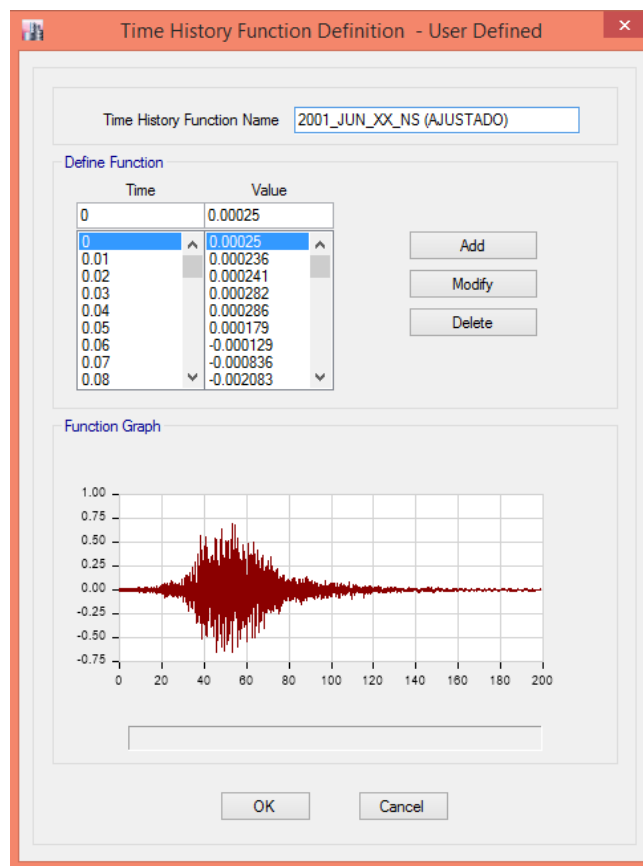 Time History Function Definition - User Defined
×
Time History Function Name 2001_JUN_XX_NS (AJUSTADO)
Define Function
Time Value
0 0.00025
0 0.00025
0.01 0.000236
0.02 0.000241
0.03 0.000282
0.04 0.000286
0.05 0.000179
0.06 -0.000129
0.07 -0.000836
0.08 -0.002083
Add
Modify
Delete
Function Graph
1.00
0.75
0.50
0.25
0.00
-0.25
-0.50
-0.75
0 20 40 60 80 100 120 140 160 180 200
OK Cancel